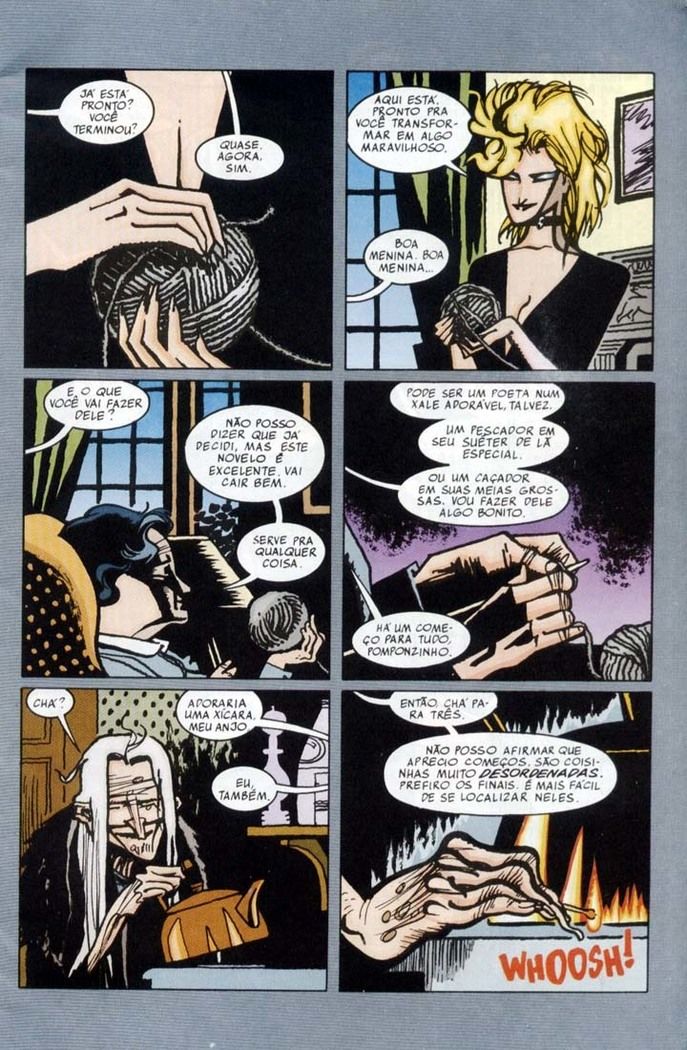 JÁ ESTÁ
PRONTO?
VOCÊ
TERMINOU?
QUASE.
AGORA,
SIM.
AQUI ESTÁ,
PRONTO PRA
VOCÊ TRANSFOR-
MAR EM ALGO
MARAVILHOSO.
BOA
MENINA. BOA
MENINA...
E O QUE
VOCÊ VAI FAZER
DELE?
NÃO POSSO
DIZER QUE JÁ
DECIDI, MAS ESTE
NOVELO É
EXCELENTE. VAI
CAIR BEM.
SERVE PRA
QUALQUER
COISA.
PODE SER UM POETA NUM
XALE ADORÁVEL, TALVEZ.
UM PESCADOR EM
SEU SUÉTER DE LÃ
ESPECIAL.
OU UM CAÇADOR
EM SUAS MEIAS GROS-
SAS. VOU FAZER DELE
ALGO BONITO.
HÁ UM COME-
ÇO PARA TUDO,
POMPONZINHO.
CHÁ?
ADORARIA
UMA XÍCARA,
MEU ANJO.
EU,
TAMBÉM.
ENTÃO, CHÁ PA-
RA TRÊS.
NÃO POSSO AFIRMAR QUE
APRECIO COMEÇOS. SÃO COISI-
NHAS MUITO DESORDENADAS.
PREFIRO OS FINAIS. É MAIS FÁCIL
DE SE LOCALIZAR NELES.
WHOOSH!